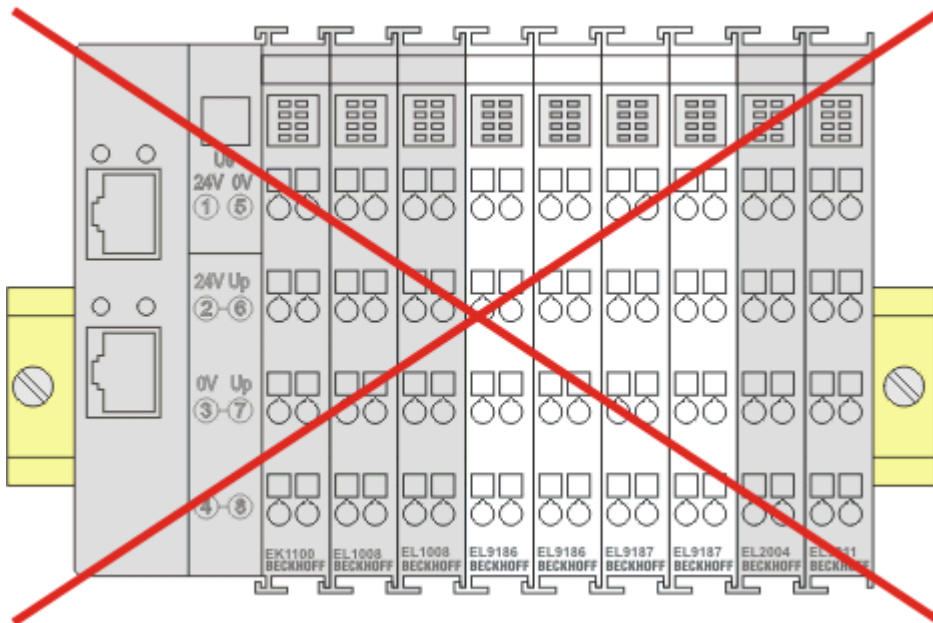 24V 0V
1 5
24V Up
2 6
0V Up
3 7
4 8
EK1100 EL1008 EL1008 EL9186 EL9186 EL9187 EL9187 EL2004
BECKHOFF BECKHOFF BECKHOFF BECKHOFF BECKHOFF BECKHOFF BECKHOFF BECKHOFF BECKHOFF